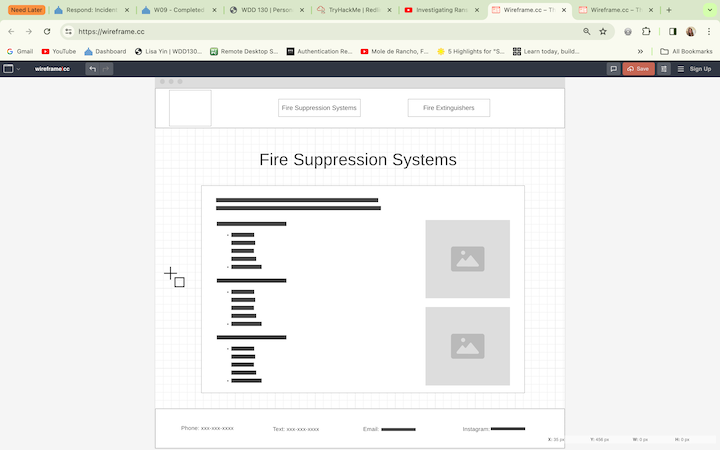 Need Later
Respond: Incident
W09 - Completed
WDD 130 | Person
TryHackMe | Red
Investigating Ran
Wireframe.cc – Th
Wireframe.cc – Th
https://wireframe.cc
Gmail
YouTube
Dashboard
Lisa Yin | WDD130...
Remote Desktop S...
Authentication Re...
Mole de Rancho, F...
5 Highlights for "S...
Learn today, build...
All Bookmarks
wireframe.cc
Save
Sign Up
Fire Suppression Systems
Fire Extinguishers
Fire Suppression Systems
Phone: xxx-xxx-xxxx
Text: xxx-xxx-xxxx
Email:
Instagram:
X: 35 px
Y: 456 px
W: 0 px
H: 0 px